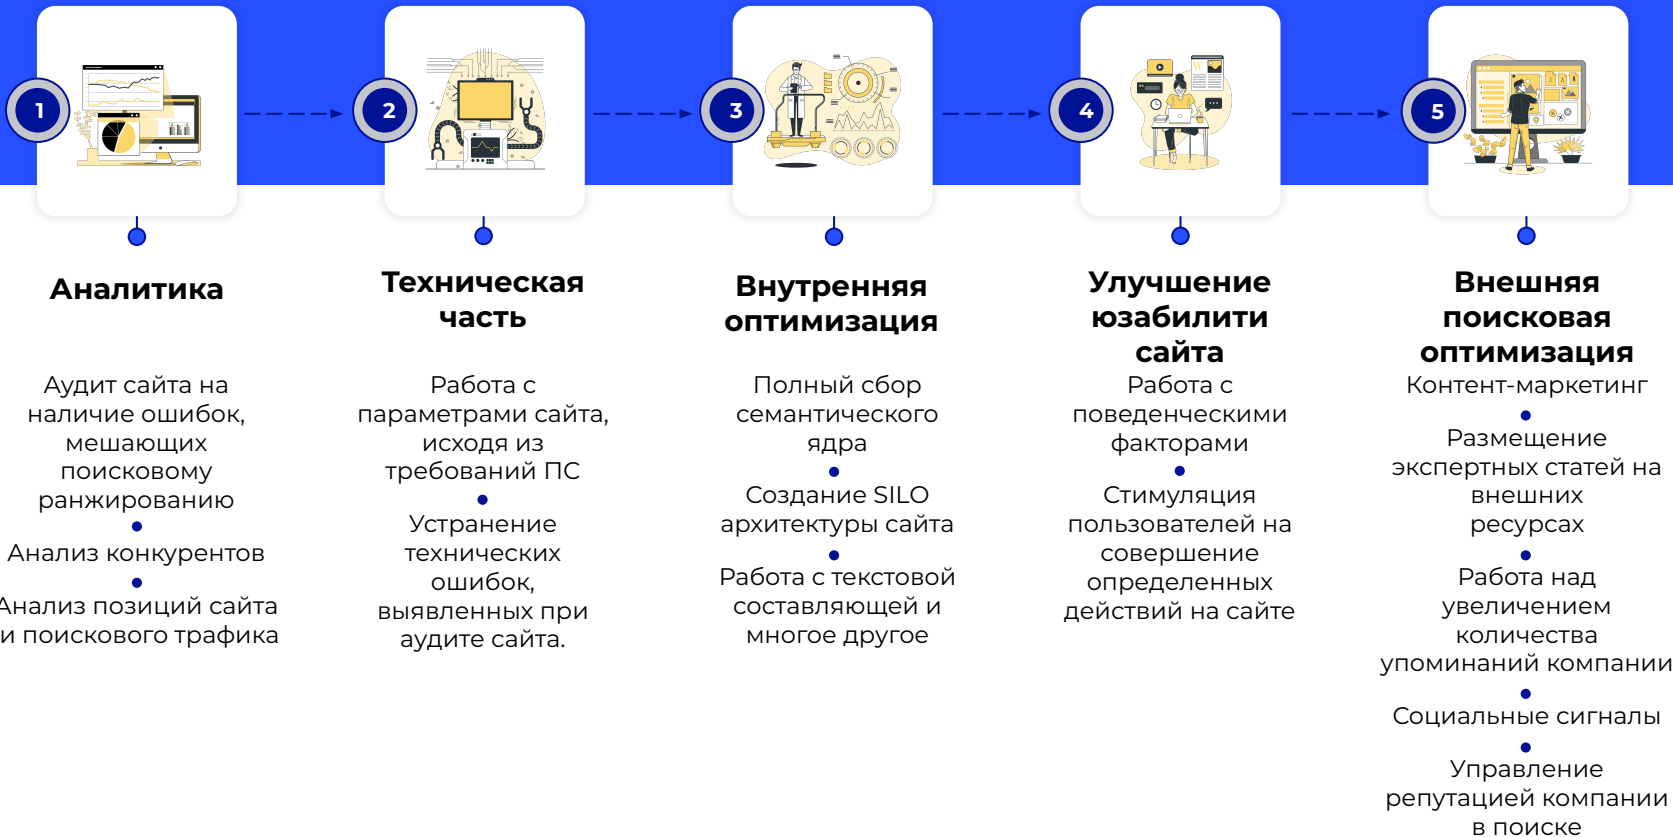 1
Аналитика
Аудит сайта на
наличие ошибок,
мешающих
поисковому
ранжированию
Анализ конкурентов
Анализ позиций сайта
и поискового трафика
2
Техническая
часть
Работа с
параметрами сайта,
исходя из
требований ПС
Устранение
технических
ошибок,
выявленных при
аудите сайта.
3
Внутренняя
оптимизация
Полный сбор
семантического
ядра
Создание SILO
архитектуры сайта
Работа с текстовой
составляющей и
многое другое
4
Улучшение
юзабилити
сайта
Работа с
поведенческими
факторами
Стимуляция
пользователей на
совершение
определенных
действий на сайте
5
Внешняя
поисковая
оптимизация
Контент-маркетинг
Размещение
экспертных статей на
внешних
ресурсах
Работа над
увеличением
количества
упоминаний компании
Социальные сигналы
Управление
репутацией компании
в поиске